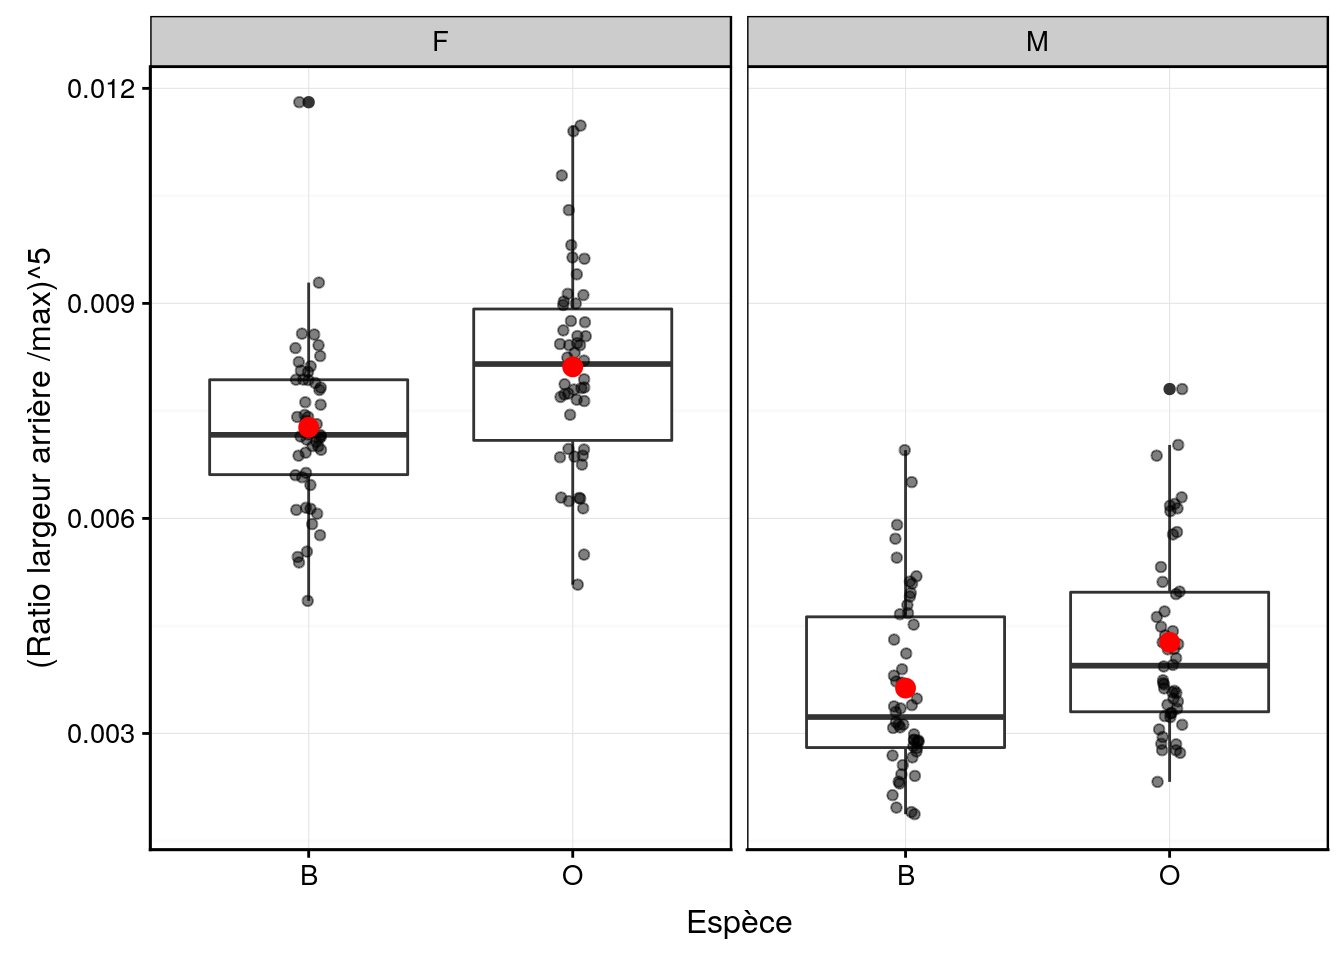 F
M
0.012
0.009
0.006
0.003
(Ratio largeur arrière /max)^5
B
O
B
O
Espèce